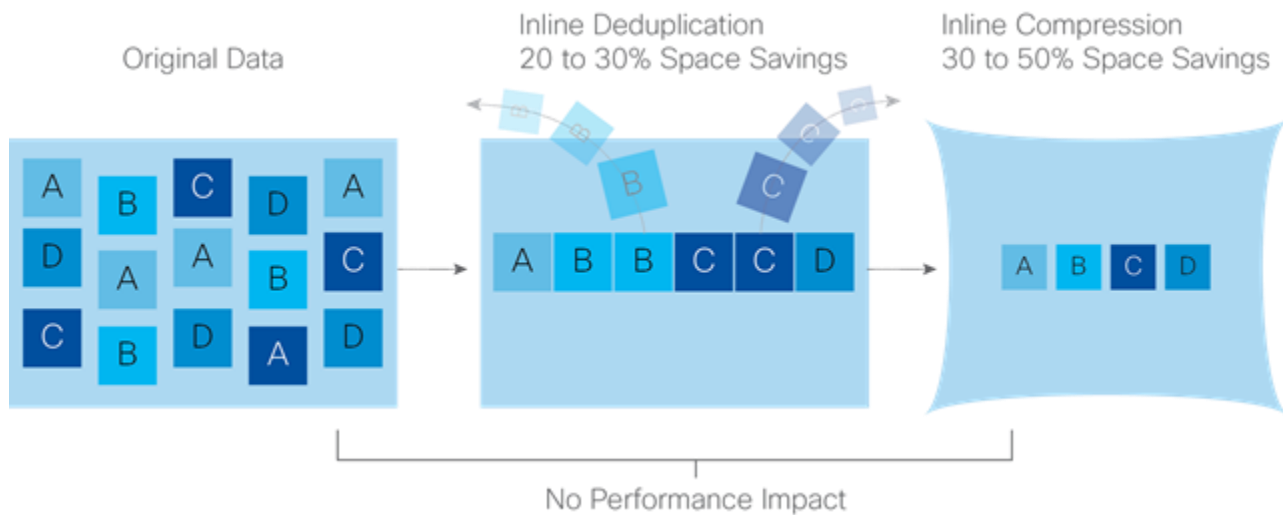 Original Data
Inline Deduplication
20 to 30% Space Savings
Inline Compression
30 to 50% Space Savings
A B C D A
D A A B C
C B D A D
B B C C
B C
A B B C C D
A B C D
No Performance Impact